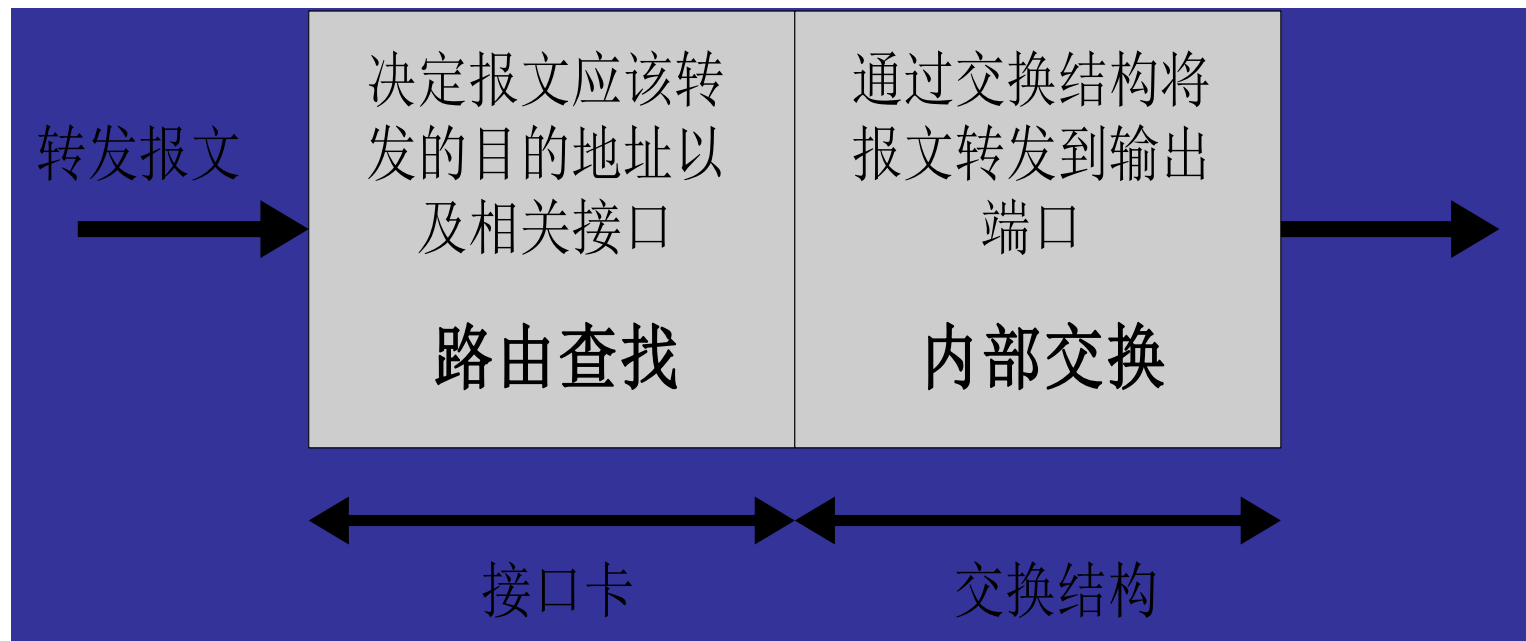 转发报文
决定报文应该转
发的目的地址以
及相关接口
路由查找
通过交换结构将
报文转发到输出
端口
内部交换
接口卡
交换结构